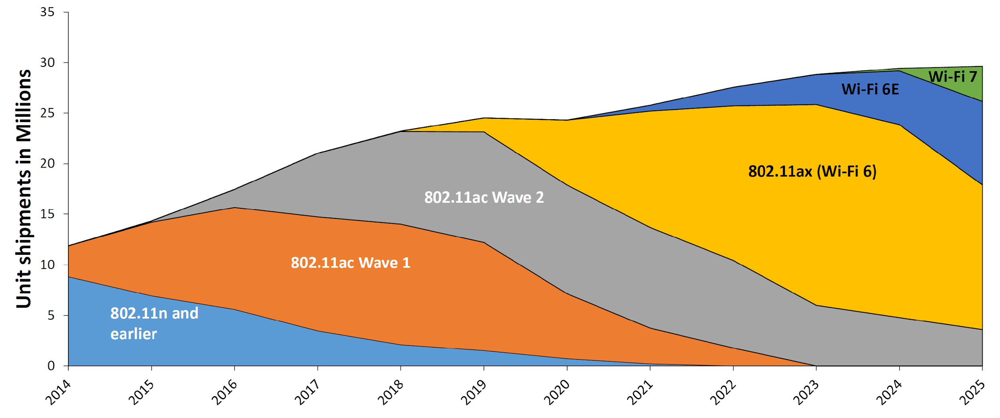 Unit shipments in Millions
35
30
25
20
15
10
5
0
Wi-Fi 7
Wi-Fi 6E
802.11ax (Wi-Fi 6)
802.11ac Wave 2
802.11ac Wave 1
802.11n and
earlier
2014
2015
2016
2017
2018
2019
2020
2021
2022
2023
2024
2025